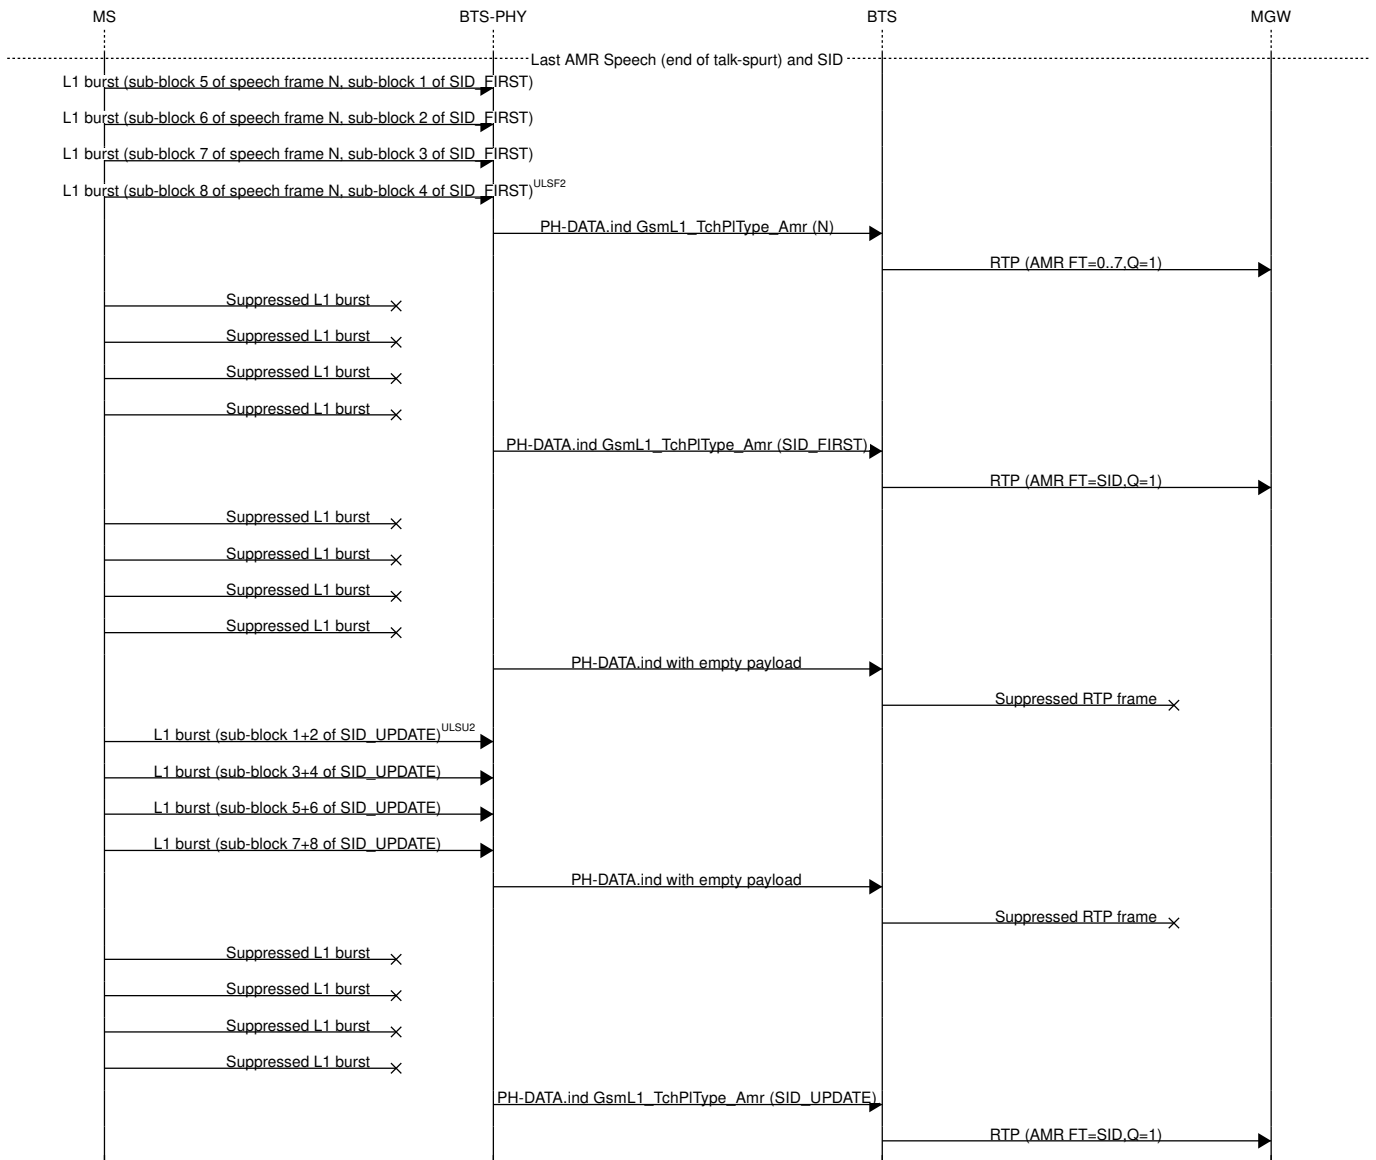 MS BTS-PHY BTS MGW
Last AMR Speech (end of talk-spurt) and SID
L1 burst (sub-block 5 of speech frame N, sub-block 1 of SID_FIRST)
L1 burst (sub-block 6 of speech frame N, sub-block 2 of SID_FIRST)
L1 burst (sub-block 7 of speech frame N, sub-block 3 of SID_FIRST)
L1 burst (sub-block 8 of speech frame N, sub-block 4 of SID_FIRST)ULSF2
PH-DATA.ind GsmL1_TchPlType_Amr (N)
RTP (AMR FT=0..7,Q=1)
Suppressed L1 burst
Suppressed L1 burst
Suppressed L1 burst
Suppressed L1 burst
PH-DATA.ind GsmL1_TchPlType_Amr (SID_FIRST)
RTP (AMR FT=SID,Q=1)
Suppressed L1 burst
Suppressed L1 burst
Suppressed L1 burst
Suppressed L1 burst
PH-DATA.ind with empty payload
Suppressed RTP frame
L1 burst (sub-block 1+2 of SID_UPDATE)ULSU2
L1 burst (sub-block 3+4 of SID_UPDATE)
L1 burst (sub-block 5+6 of SID_UPDATE)
L1 burst (sub-block 7+8 of SID_UPDATE)
PH-DATA.ind with empty payload
Suppressed RTP frame
Suppressed L1 burst
Suppressed L1 burst
Suppressed L1 burst
Suppressed L1 burst
PH-DATA.ind GsmL1_TchPlType_Amr (SID_UPDATE)
RTP (AMR FT=SID,Q=1)